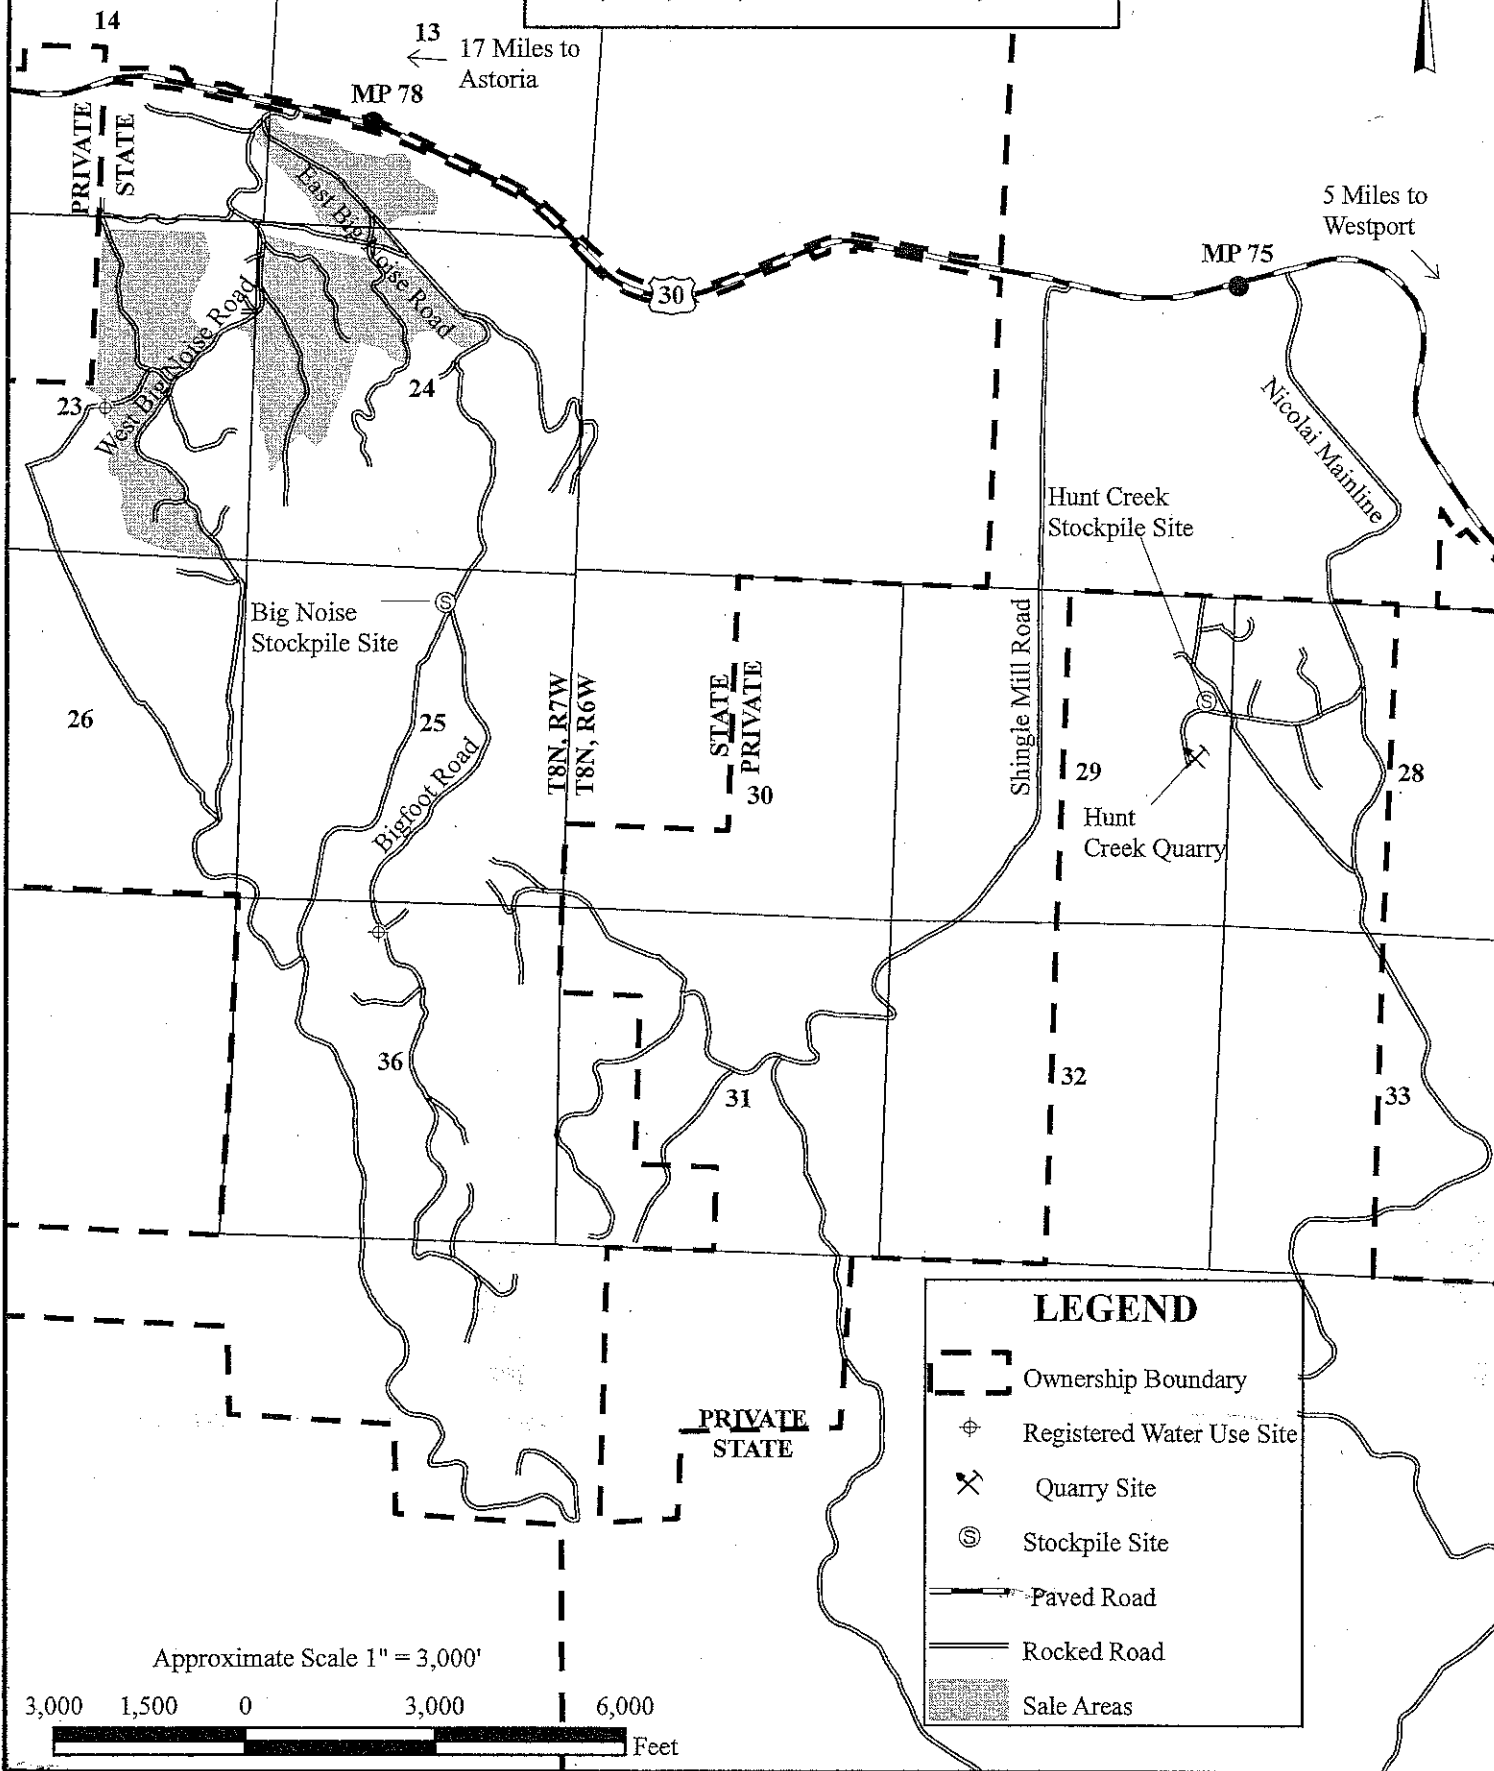 14
13
17 Miles to
Astoria
MP 78
PRIVATE
STATE
East Big Noise Road
5 Miles to
Westport
MP 75
30
West Big Noise Road
24
23
Nicolai Mainline
Hunt Creek
Stockpile Site
S
Big Noise
Stockpile Site
Shingle Mill Road
26
25
T8N, R7W
T8N, R6W
STATE
PRIVATE
30
S
29
28
Bigfoot Road
Hunt
Creek Quarry
36
31
32
33
LEGEND
Ownership Boundary
Registered Water Use Site
Quarry Site
S
Stockpile Site
Paved Road
Rocked Road
Sale Areas
PRIVATE
STATE
Approximate Scale 1" = 3,000'
3,000 1,500 0 3,000 6,000
Feet